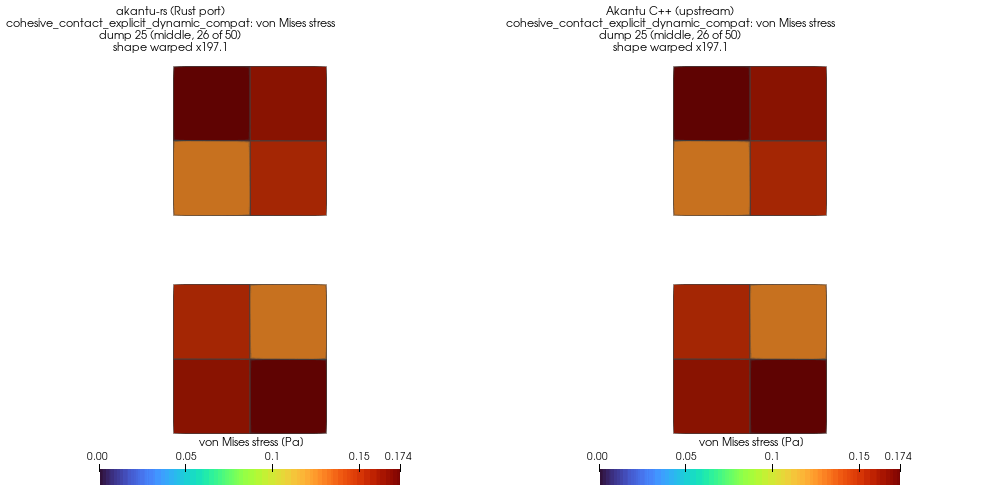 akantu-rs (Rust port)
cohesive_contact_explicit_dynamic_compat: von Mises stress
dump 25 (middle, 26 of 50)
shape warped x197.1
Akantu C++ (upstream)
cohesive_contact_explicit_dynamic_compat: von Mises stress
dump 25 (middle, 26 of 50)
shape warped x197.1
von Mises stress (Pa)
0.00 0.05 0.1 0.15 0.174
von Mises stress (Pa)
0.00 0.05 0.1 0.15 0.174